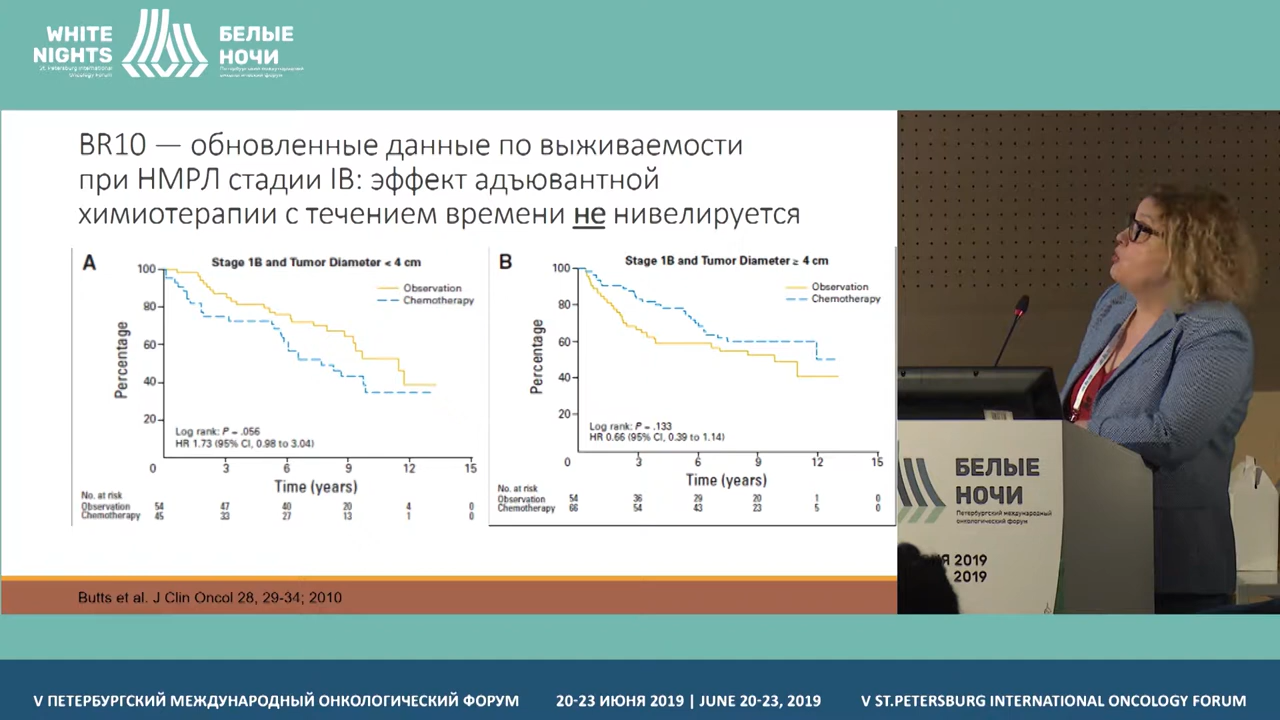 WHITE
NIGHTS
St. Petersburg International
Oncology Forum
БЕЛЫЕ
НОЧИ
Петербургский международный
онкологический форум
BR10 — обновленные данные по выживаемости
при НМРЛ стадии IB: эффект адъювантной
химиотерапии с течением времени не нивелируется
A
Stage 1B and Tumor Diameter < 4 cm
Observation
Chemotherapy
Percentage
100
80
60
40
20
Log rank: P = .056
HR 1.73 (95% CI, 0.98 to 3.04)
0 3 6 9 12 15
Time (years)
No. at risk
Observation 54 47 40 20 4 0
Chemotherapy 45 33 27 13 1 0
B
Stage 1B and Tumor Diameter ≥ 4 cm
Observation
Chemotherapy
Percentage
100
80
60
40
20
Log rank: P = .133
HR 0.66 (95% CI, 0.39 to 1.14)
0 3 6 9 12 15
Time (years)
No. at risk
Observation 54 36 29 20 1 0
Chemotherapy 66 54 43 23 5 0
Butts et al. J Clin Oncol 28, 29-34; 2010
БЕЛЫЕ
НОЧИ
Петербургский международный
онкологический форум
2019
2019
V ПЕТЕРБУРГСКИЙ МЕЖДУНАРОДНЫЙ ОНКОЛОГИЧЕСКИЙ ФОРУМ
20-23 ИЮНЯ 2019 | JUNE 20-23, 2019
V ST.PETERSBURG INTERNATIONAL ONCOLOGY FORUM